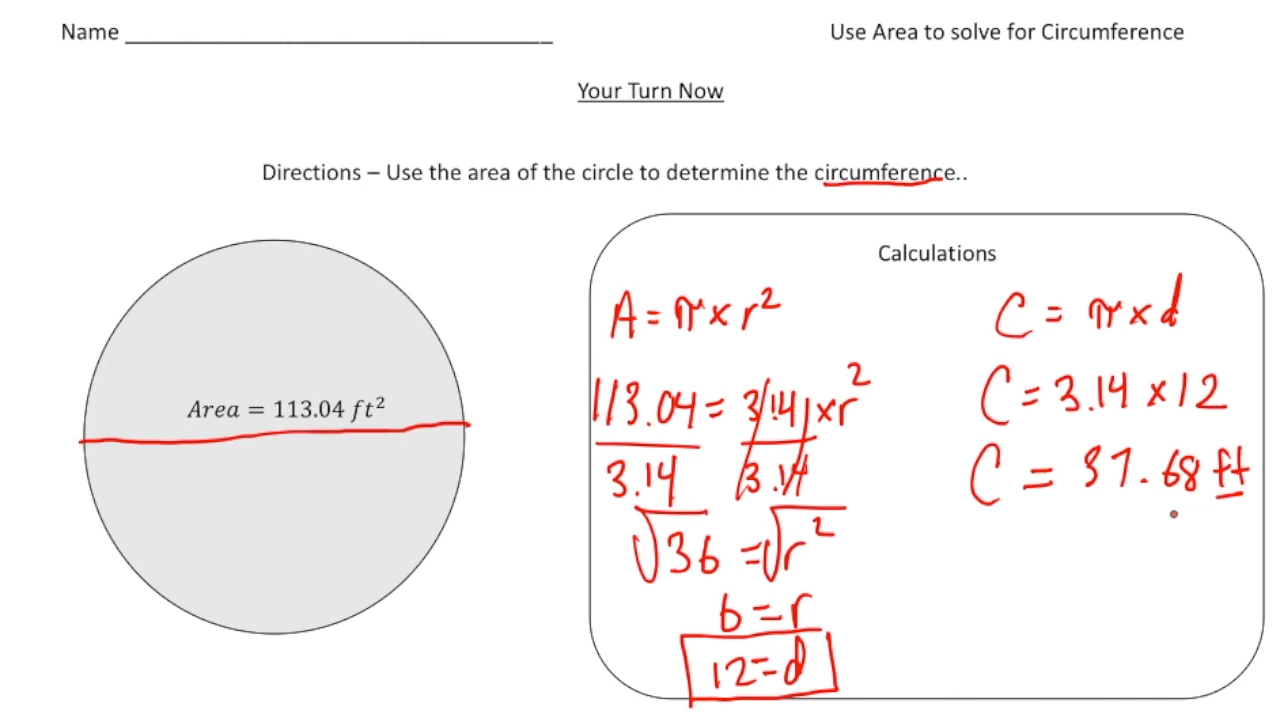 Name ___________________________________
Use Area to solve for Circumference
Your Turn Now
Directions – Use the area of the circle to determine the circumference..
Area = 113.04 ft²
Calculations
A = π × r²
113.04 = 3.14 × r²
3.14 3.14
√36 = √r²
6 = r
12 = d
C = π × d
C = 3.14 × 12
C = 37.68 ft